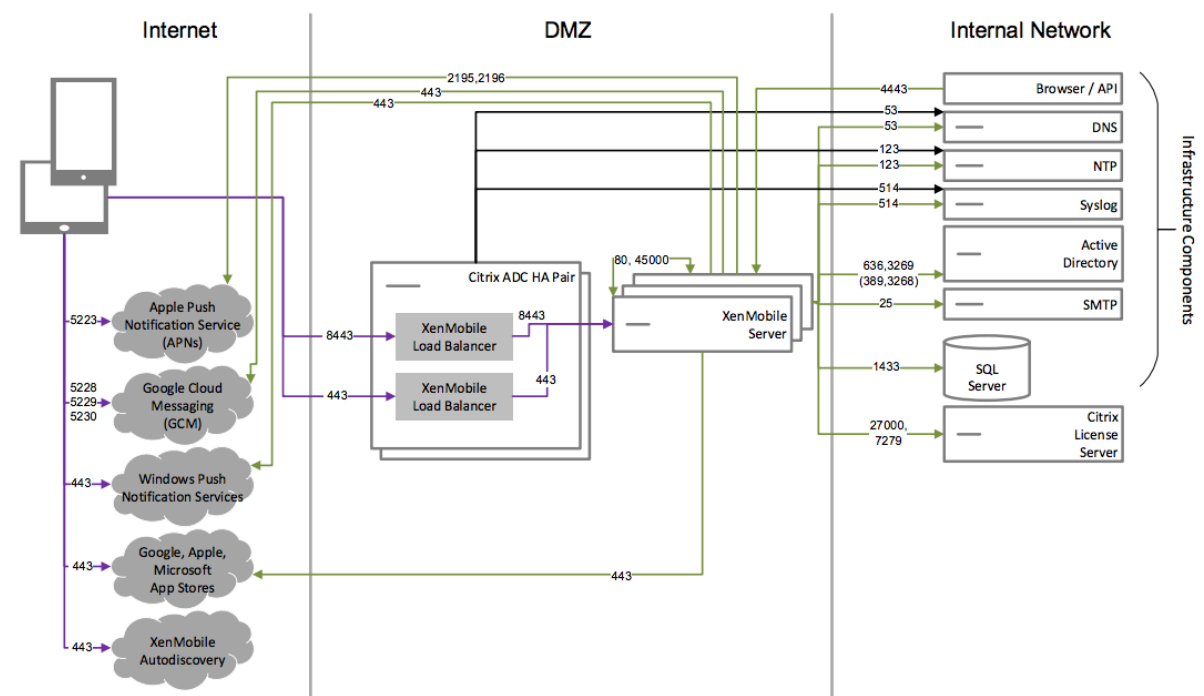 Internet
DMZ
Internal Network
2195,2196
443
443
4443
Browser / API
53
53
DNS
123
123
NTP
514
514
Syslog
636,3269
(389,3268)
Active
Directory
25
SMTP
1433
SQL
Server
27000,
7279
Citrix
License
Server
Infrastructure Components
80, 45000
Citrix ADC HA Pair
XenMobile
Server
8443
XenMobile
Load Balancer
8443
443
XenMobile
Load Balancer
443
5223
Apple Push
Notification Service
(APNs)
5228
5229
5230
Google Cloud
Messaging
(GCM)
443
Windows Push
Notification Services
443
Google, Apple,
Microsoft
App Stores
443
443
XenMobile
Autodiscovery